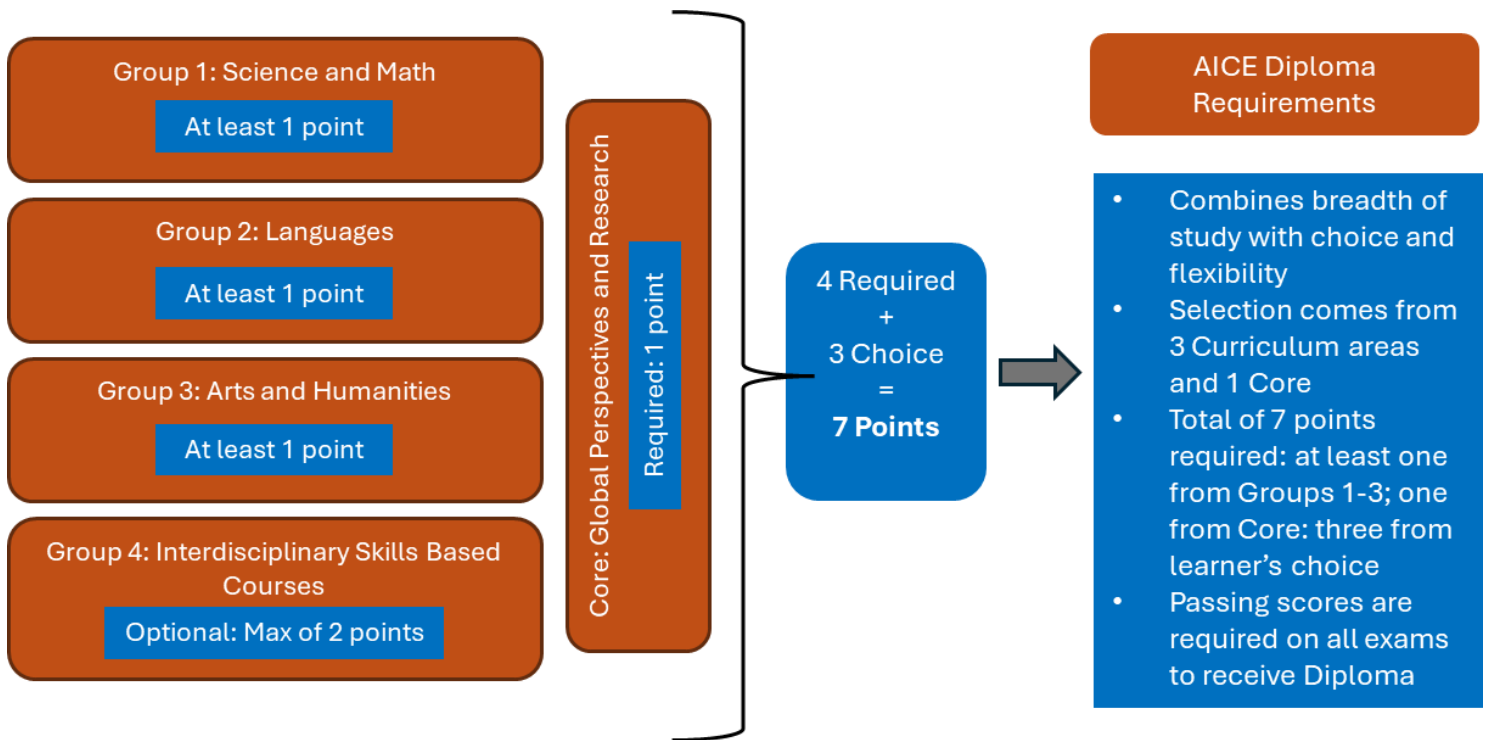 Group 1: Science and Math
At least 1 point
Group 2: Languages
At least 1 point
Group 3: Arts and Humanities
At least 1 point
Group 4: Interdisciplinary Skills Based
Courses
Optional: Max of 2 points
Core: Global Perspectives and Research
Required: 1 point
4 Required
+
3 Choice
=
7 Points
AICE Diploma
Requirements
• Combines breadth of
study with choice and
flexibility
• Selection comes from
3 Curriculum areas
and 1 Core
• Total of 7 points
required: at least one
from Groups 1-3; one
from Core: three from
learner’s choice
• Passing scores are
required on all exams
to receive Diploma